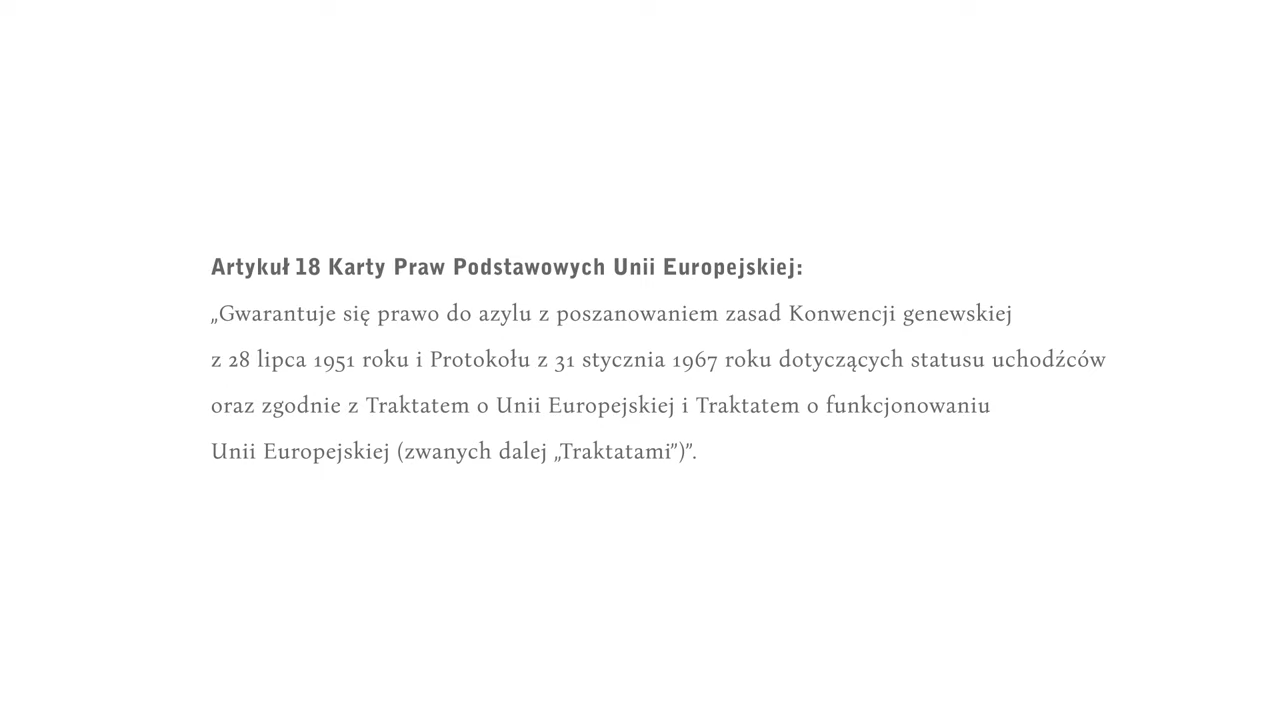 Artykuł 18 Karty Praw Podstawowych Unii Europejskiej:
„Gwarantuje się prawo do azylu z poszanowaniem zasad Konwencji genewskiej
z 28 lipca 1951 roku i Protokołu z 31 stycznia 1967 roku dotyczących statusu uchodźców
oraz zgodnie z Traktatem o Unii Europejskiej i Traktatem o funkcjonowaniu
Unii Europejskiej (zwanych dalej „Traktatami”)”.